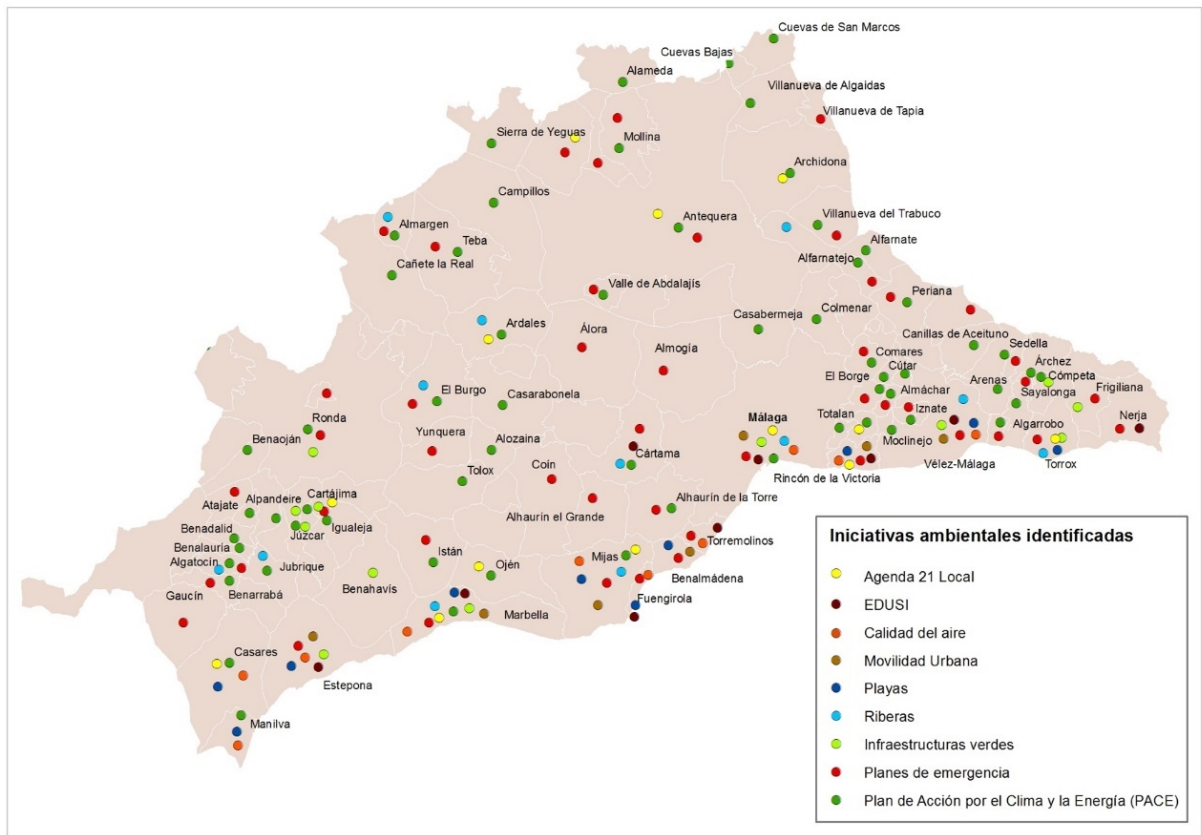 Cuevas de San Marcos
Cuevas Bajas
Alameda
Villanueva de Algaidas
Villanueva de Tapia
Sierra de Yeguas
Mollina
Archidona
Campillos
Almargen
Antequera
Villanueva del Trabuco
Teba
Alfarnate
Alfarnatejo
Cañete la Real
Valle de Abdalajís
Periana
Casabermeja
Colmenar
Ardales
Álora
Canillas de Aceituno
Sedella
Almogía
Comares
Árchez
Cútar
Cómpeta
El Burgo
Casarabonela
El Borge
Almáchar
Arenas
Sayalonga
Frigiliana
Iznate
Ronda
Málaga
Totalan
Algarrobo
Nerja
Benaoján
Yunquera
Alozaina
Cártama
Moclinejo
Vélez-Málaga
Torrox
Tolox
Coín
Rincón de la Victoria
Atajate
Alpandeire
Cartájima
Alhaurín de la Torre
Alhaurín el Grande
Igualeja
Júzcar
Benadalid
Benalauria
Torremolinos
Algatocín
Jubrique
Istán
Ojén
Mijas
Benalmádena
Gaucín
Benarrabá
Benahavís
Fuengirola
Marbella
Casares
Estepona
Manilva
Iniciativas ambientales identificadas
Agenda 21 Local
EDUSI
Calidad del aire
Movilidad Urbana
Playas
Riberas
Infraestructuras verdes
Planes de emergencia
Plan de Acción por el Clima y la Energía (PACE)